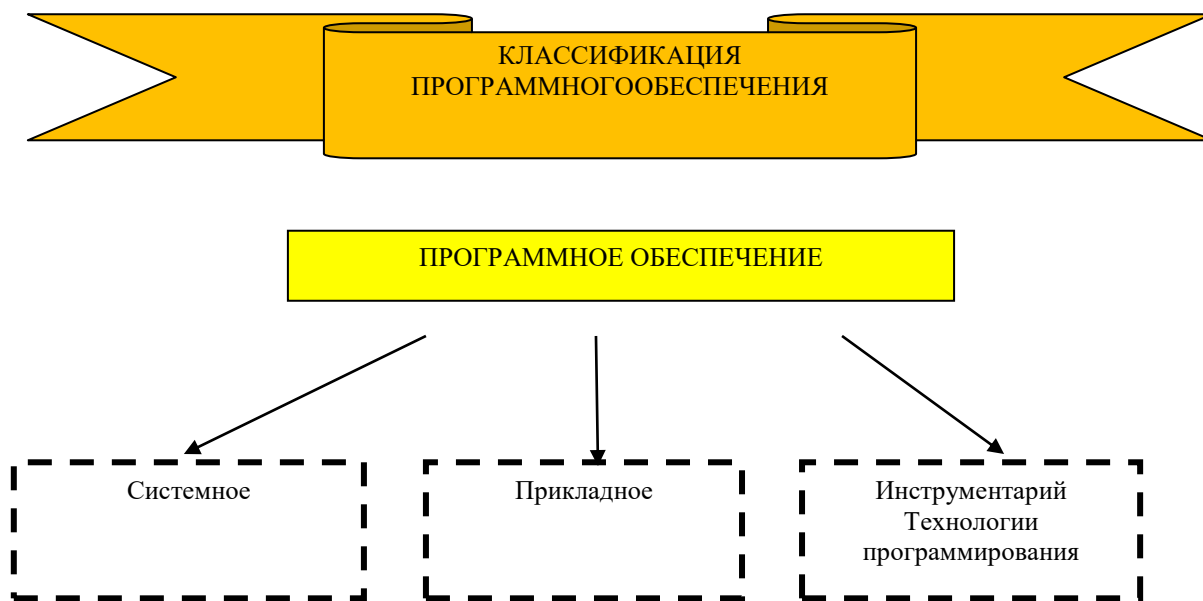 КЛАССИФИКАЦИЯ
ПРОГРАММНОГООБЕСПЕЧЕНИЯ
ПРОГРАММНОЕ ОБЕСПЕЧЕНИЕ
Системное
Прикладное
Инструментарий
Технологии
программирования